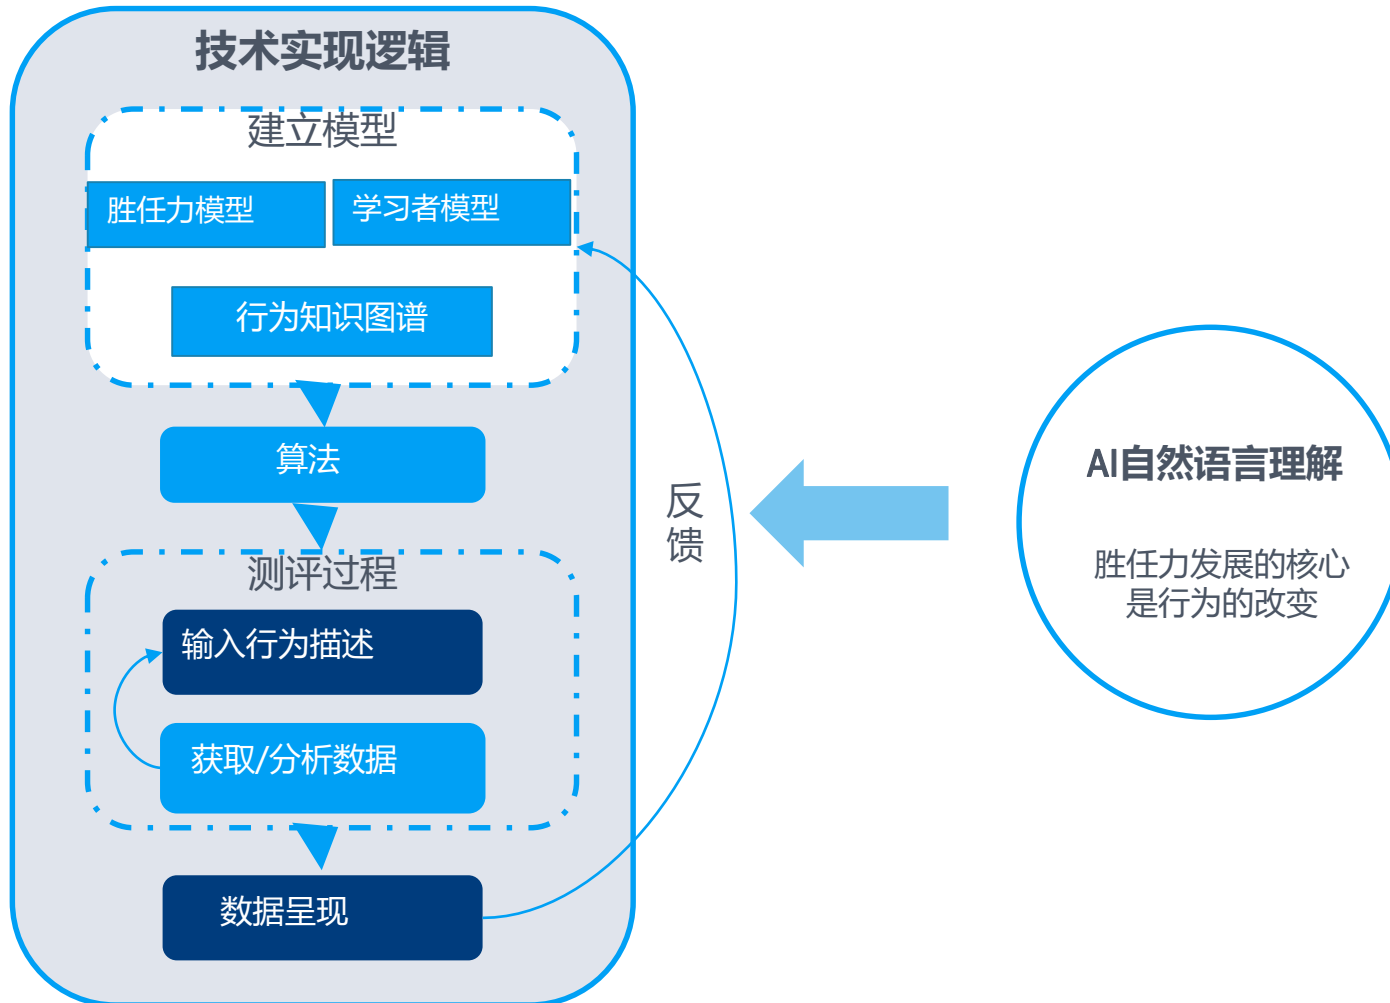 技术实现逻辑
建立模型
胜任力模型
学习者模型
行为知识图谱
算法
测评过程
输入行为描述
获取/分析数据
数据呈现
反
馈
AI自然语言理解
胜任力发展的核心
是行为的改变